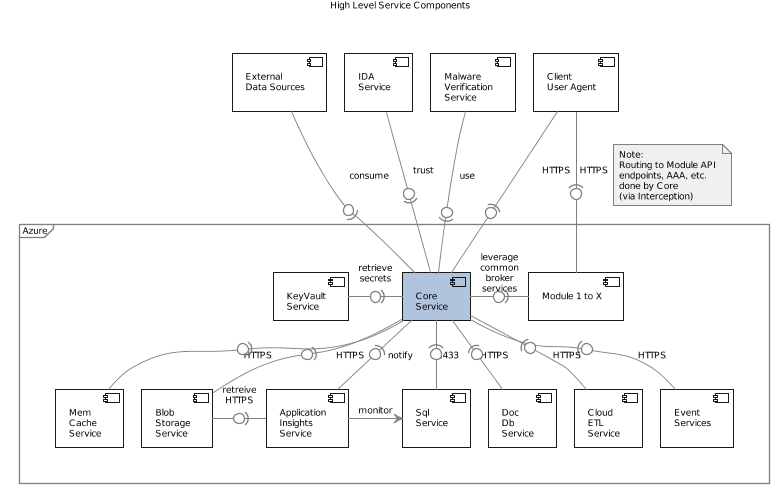 High Level Service Components
External
Data Sources
IDA
Service
Malware
Verification
Service
Client
User Agent
Note:
Routing to Module API
endpoints, AAA, etc.
done by Core
(via Interception)
consume
trust
use
HTTPS
HTTPS
Azure
KeyVault
Service
retrieve
secrets
Core
Service
leverage
common
broker
services
Module 1 to X
HTTPS
HTTPS
notify
433
HTTPS
HTTPS
HTTPS
Mem
Cache
Service
Blob
Storage
Service
retreive
HTTPS
Application
Insights
Service
monitor
Sql
Service
Doc
Db
Service
Cloud
ETL
Service
Event
Services